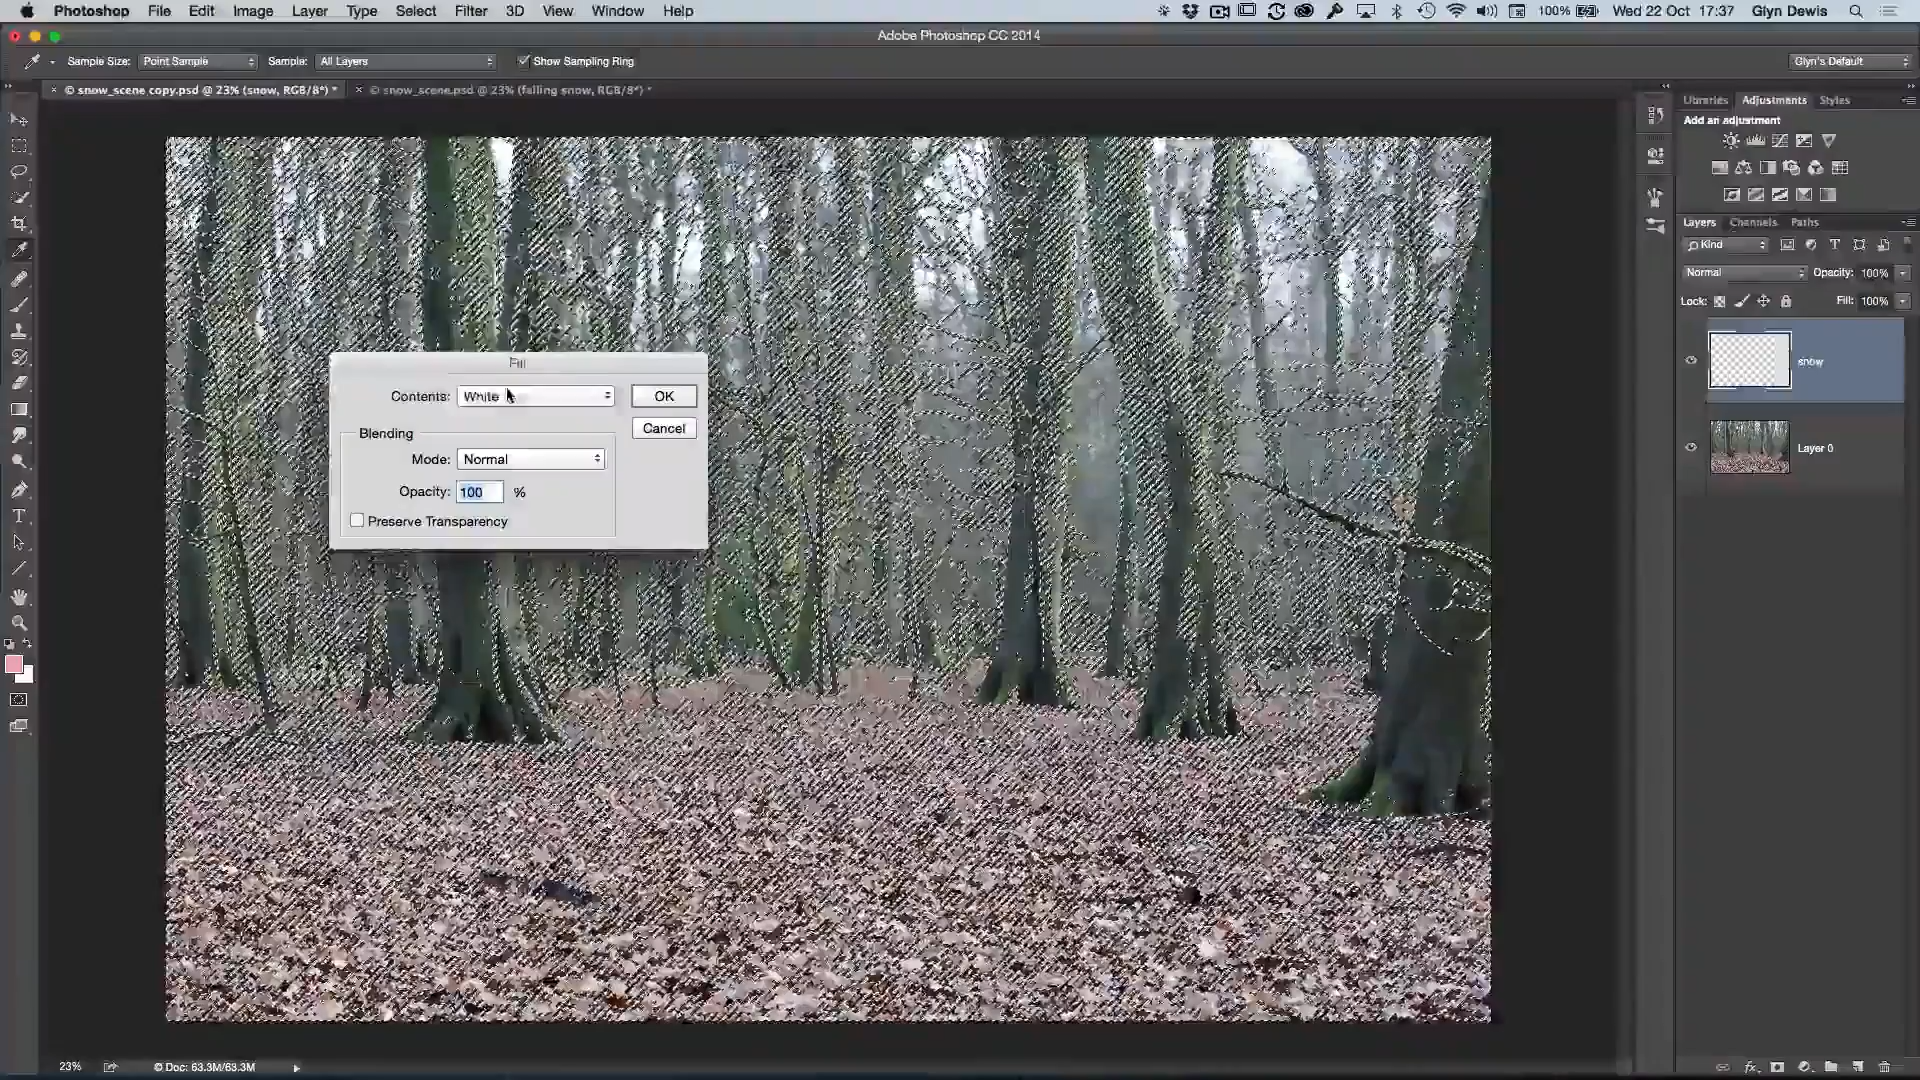 Photoshop File Edit Image Layer Type Select Filter 3D View Window Help 100% Wed 22 Oct 17:37 Glyn Dewis
Adobe Photoshop CC 2014
Sample Size: Point Sample Sample: All Layers Show Sampling Ring Glyn's Default
© snow_scene copy.psd @ 23% (snow, RGB/8*) * © snow_scene.psd @ 23% (falling snow, RGB/8*) *
Libraries Adjustments Styles
Add an adjustment
Layers Channels Paths
Kind
Normal Opacity: 100%
Lock: Fill: 100%
snow
Layer 0
Fill
Contents: White OK
Cancel
Blending
Mode: Normal
Opacity: 100 %
Preserve Transparency
23% © Doc: 63.3M/63.3M